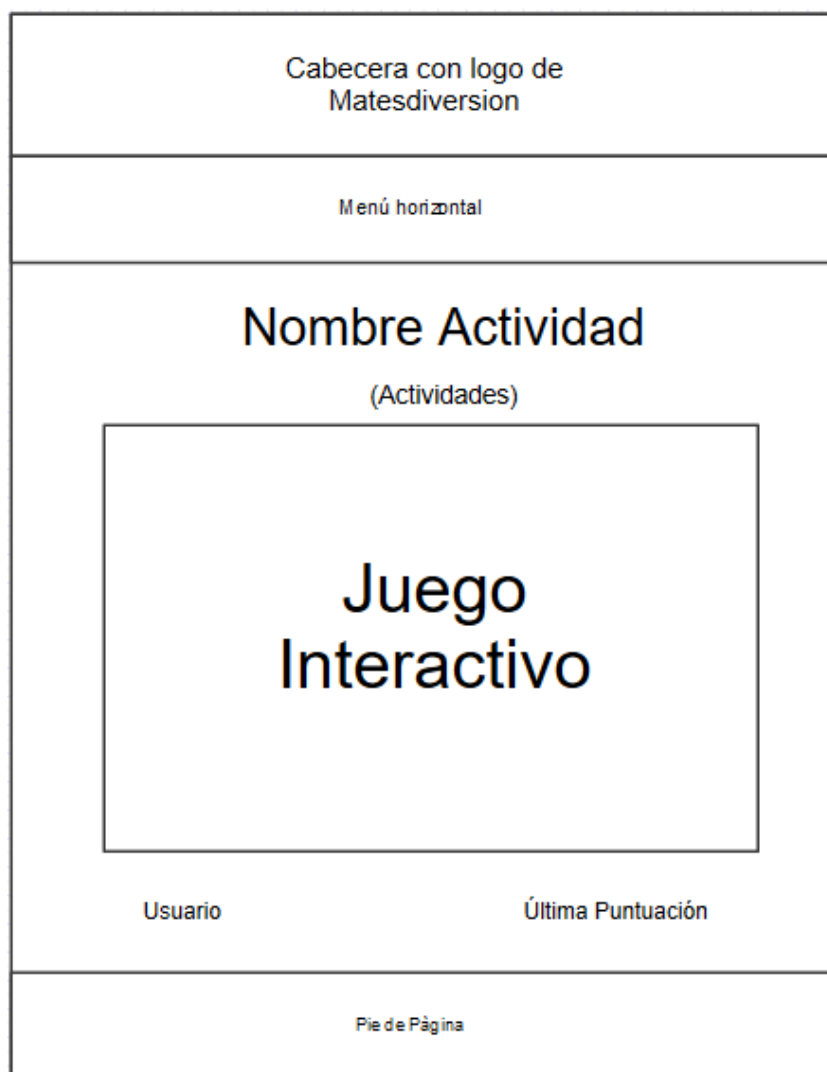 Cabecera con logo de
Matesdiversion
Menú horizontal
Nombre Actividad
(Actividades)
Juego
Interactivo
Usuario
Última Puntuación
Pie de Pàgina